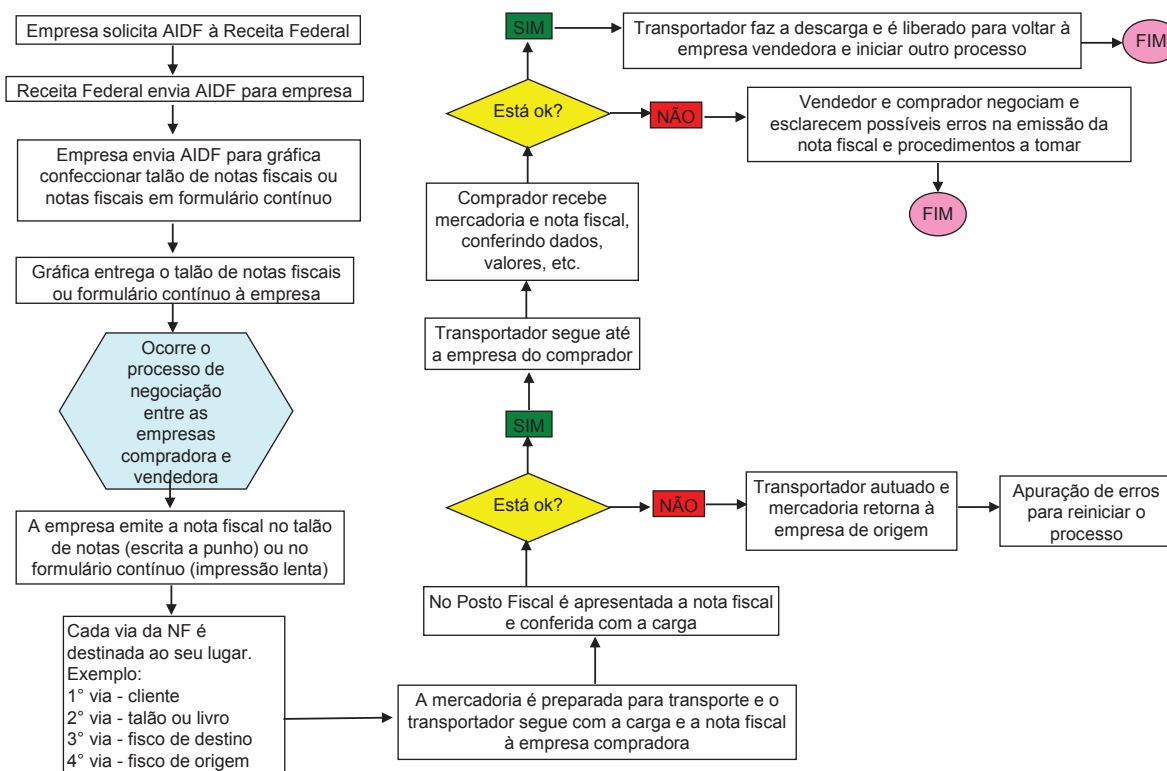 Empresa solicita AIDF à Receita Federal
Receita Federal envia AIDF para empresa
Empresa envia AIDF para gráfica
confeccionar talão de notas fiscais ou
notas fiscais em formulário contínuo
Gráfica entrega o talão de notas fiscais
ou formulário contínuo à empresa
Ocorre o
processo de
negociação
entre as
empresas
compradora e
vendedora
A empresa emite a nota fiscal no talão
de notas (escrita a punho) ou no
formulário contínuo (impressão lenta)
Cada via da NF é
destinada ao seu lugar.
Exemplo:
1° via - cliente
2° via - talão ou livro
3° via - fisco de destino
4° via - fisco de origem
A mercadoria é preparada para transporte e o
transportador segue com a carga e a nota fiscal
à empresa compradora
No Posto Fiscal é apresentada a nota fiscal
e conferida com a carga
Está ok?
NÃO
Transportador autuado e
mercadoria retorna à
empresa de origem
Apuração de erros
para reiniciar o
processo
SIM
Transportador segue até
a empresa do comprador
Comprador recebe
mercadoria e nota fiscal,
conferindo dados,
valores, etc.
Está ok?
NÃO
Vendedor e comprador negociam e
esclarecem possíveis erros na emissão da
nota fiscal e procedimentos a tomar
FIM
SIM
Transportador faz a descarga e é liberado para voltar à
empresa vendedora e iniciar outro processo
FIM